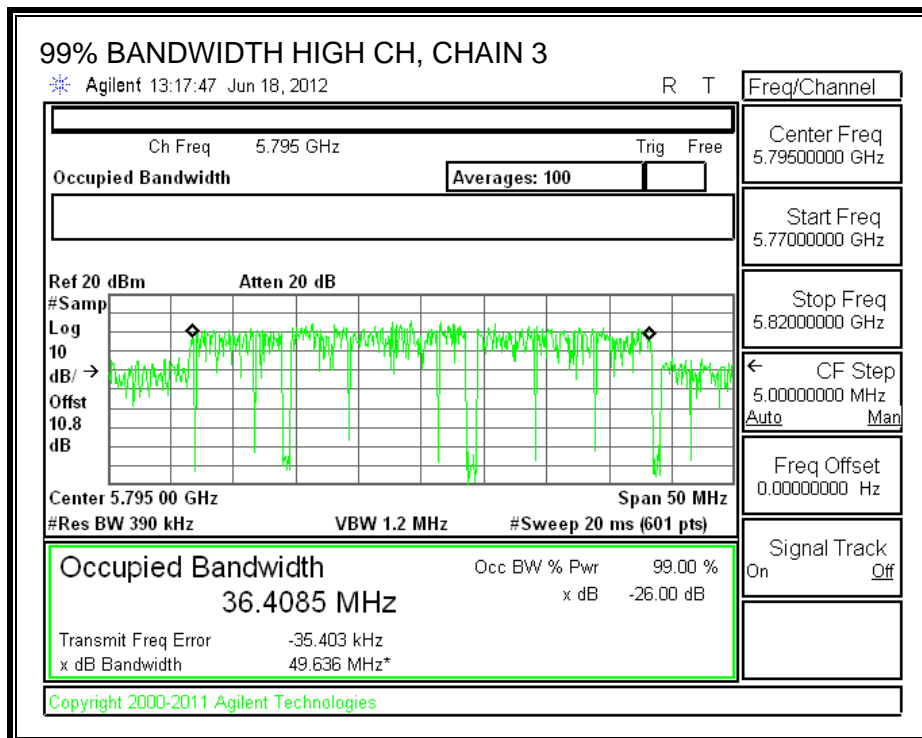 99% BANDWIDTH HIGH CH, CHAIN 3
Agilent 13:17:47 Jun 18, 2012 R T
Ch Freq 5.795 GHz Trig Free
Occupied Bandwidth Averages: 100
Ref 20 dBm Atten 20 dB
#Samp
Log
10
dB/
Offst
10.8
dB
Center 5.795 00 GHz Span 50 MHz
#Res BW 390 kHz VBW 1.2 MHz #Sweep 20 ms (601 pts)
Occupied Bandwidth Occ BW % Pwr 99.00 %
36.4085 MHz x dB -26.00 dB
Transmit Freq Error -35.403 kHz
x dB Bandwidth 49.636 MHz*
Copyright 2000-2011 Agilent Technologies
Freq/Channel
Center Freq
5.79500000 GHz
Start Freq
5.77000000 GHz
Stop Freq
5.82000000 GHz
CF Step
5.00000000 MHz
Auto Man
Freq Offset
0.00000000 Hz
Signal Track
On Off